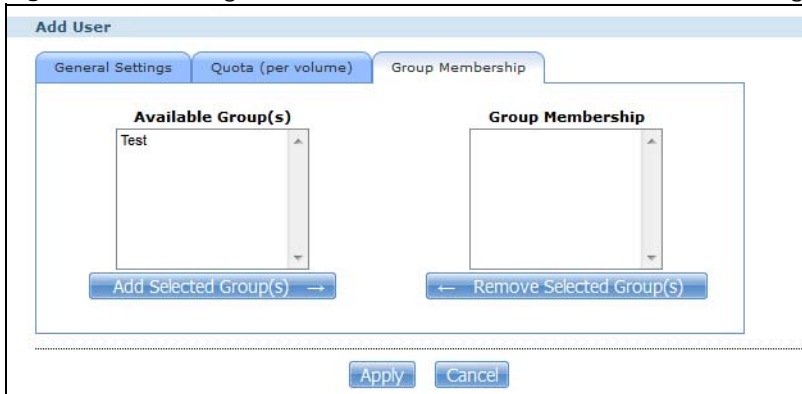 Add User
General Settings Quota (per volume) Group Membership
Available Group(s) Group Membership
Test
Add Selected Group(s) → ← Remove Selected Group(s)
Apply Cancel